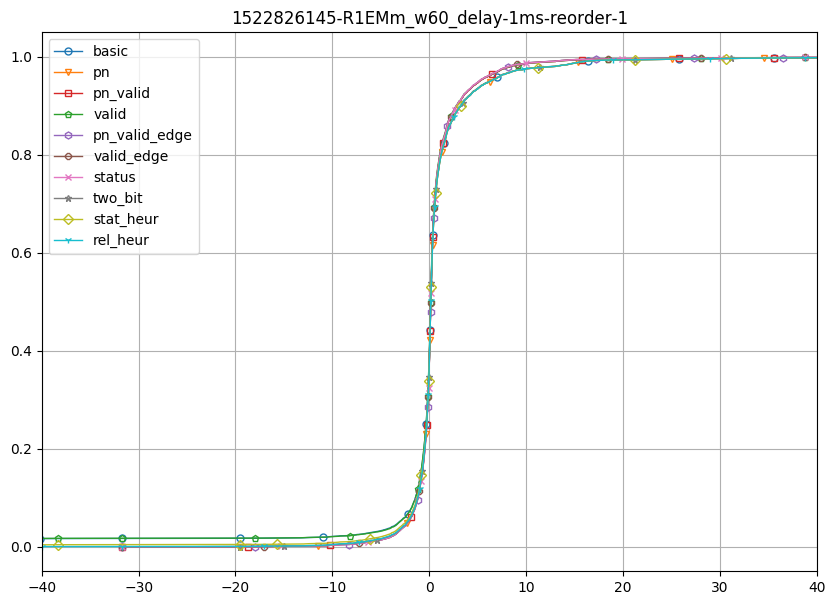 1522826145-R1EMm_w60_delay-1ms-reorder-1
basic
pn
pn_valid
valid
pn_valid_edge
valid_edge
status
two_bit
stat_heur
rel_heur
1.0
0.8
0.6
0.4
0.2
0.0
−40 −30 −20 −10 0 10 20 30 40